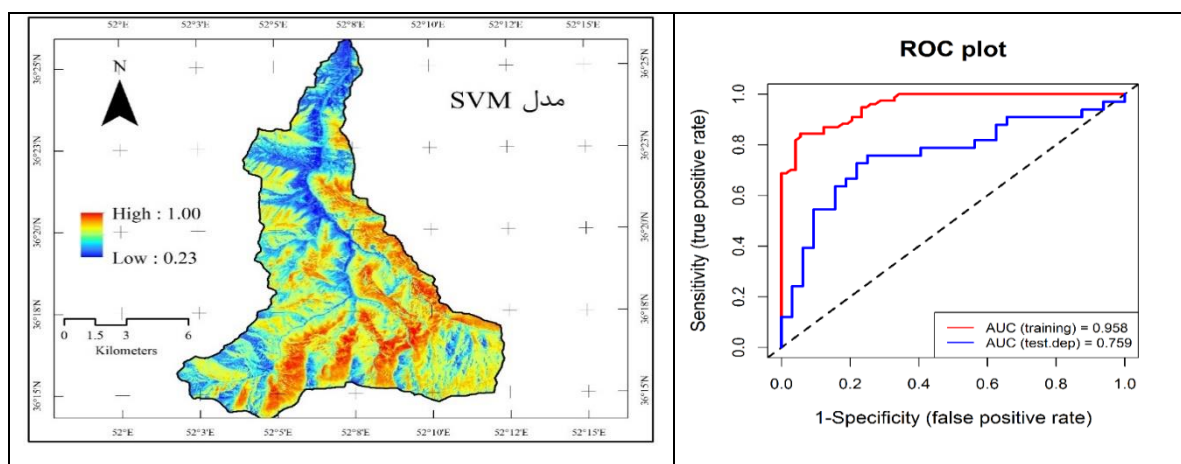 52°E 52°3'E 52°5'E 52°8'E 52°10'E 52°12'E 52°15'E
36°25'N 36°23'N 36°20'N 36°18'N 36°15'N
N
مدل SVM
High : 1.00
Low : 0.23
0 1.5 3 6
Kilometers
36°25'N 36°23'N 36°20'N 36°18'N 36°15'N
52°E 52°3'E 52°5'E 52°8'E 52°10'E 52°12'E 52°15'E
ROC plot
Sensitivity (true positive rate)
1.0
0.8
0.6
0.4
0.2
0.0
AUC (training) = 0.958
AUC (test.dep) = 0.759
0.0 0.2 0.4 0.6 0.8 1.0
1-Specificity (false positive rate)